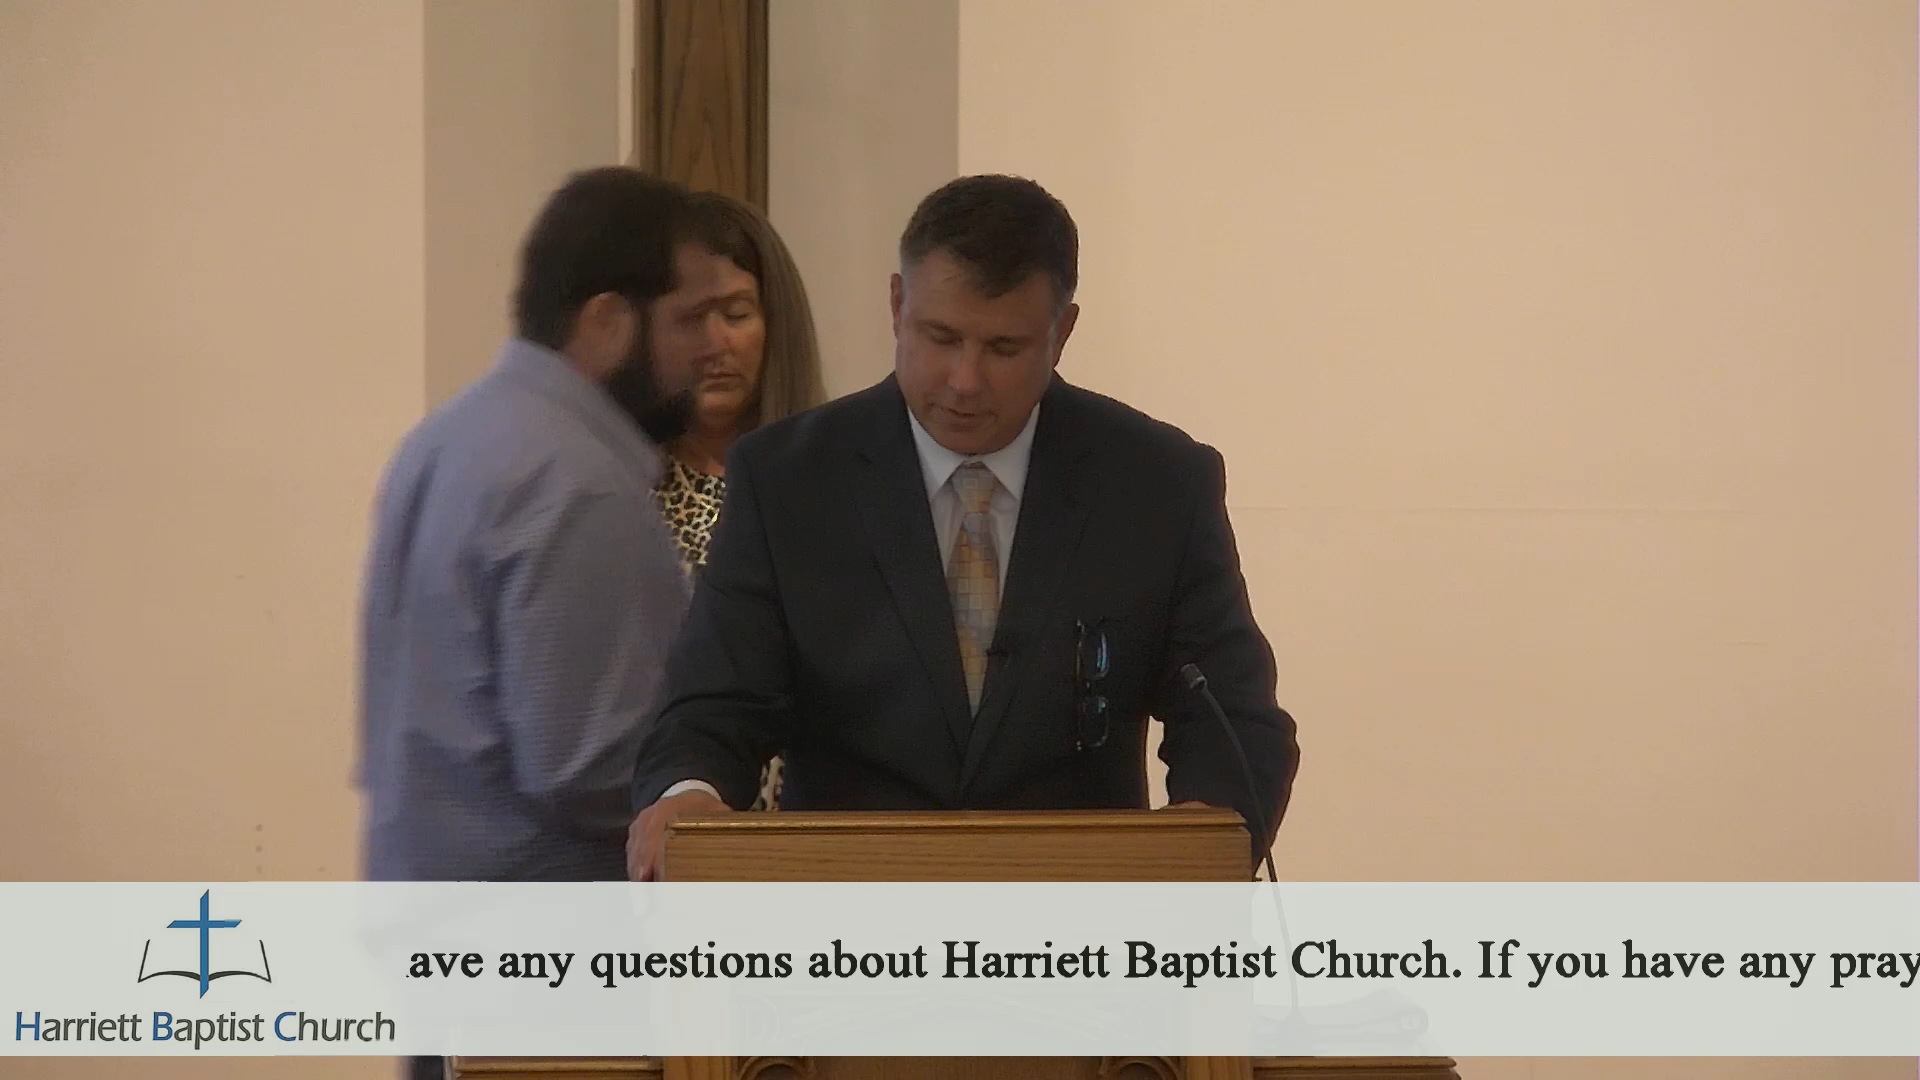 ave any questions about Harriett Baptist Church. If you have any pray
Harriett Baptist Church